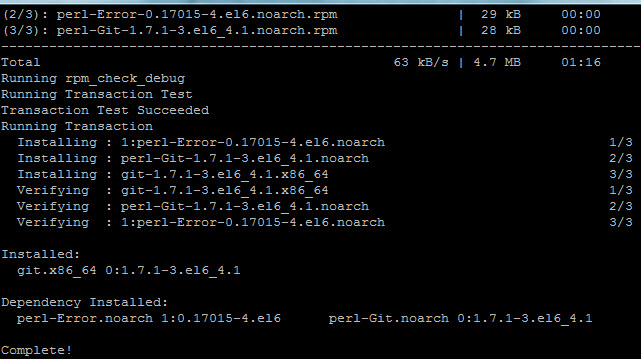 (2/3): perl-Error-0.17015-4.el6.noarch.rpm | 29 kB 00:00
(3/3): perl-Git-1.7.1-3.el6_4.1.noarch.rpm | 28 kB 00:00
--------------------------------------------------------------------------------
Total 63 kB/s | 4.7 MB 01:16
Running rpm_check_debug
Running Transaction Test
Transaction Test Succeeded
Running Transaction
Installing : 1:perl-Error-0.17015-4.el6.noarch 1/3
Installing : perl-Git-1.7.1-3.el6_4.1.noarch 2/3
Installing : git-1.7.1-3.el6_4.1.x86_64 3/3
Verifying : git-1.7.1-3.el6_4.1.x86_64 1/3
Verifying : perl-Git-1.7.1-3.el6_4.1.noarch 2/3
Verifying : 1:perl-Error-0.17015-4.el6.noarch 3/3
Installed:
git.x86_64 0:1.7.1-3.el6_4.1
Dependency Installed:
perl-Error.noarch 1:0.17015-4.el6 perl-Git.noarch 0:1.7.1-3.el6_4.1
Complete!